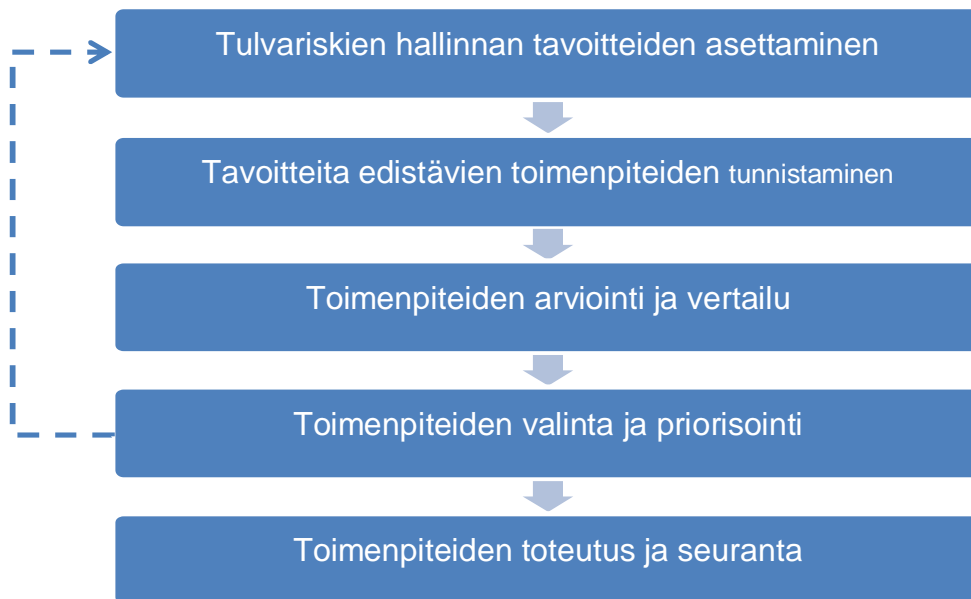 Tulvariskien hallinnan tavoitteiden asettaminen
Tavoitteita edistävien toimenpiteiden tunnistaminen
Toimenpiteiden arviointi ja vertailu
Toimenpiteiden valinta ja priorisointi
Toimenpiteiden toteutus ja seuranta